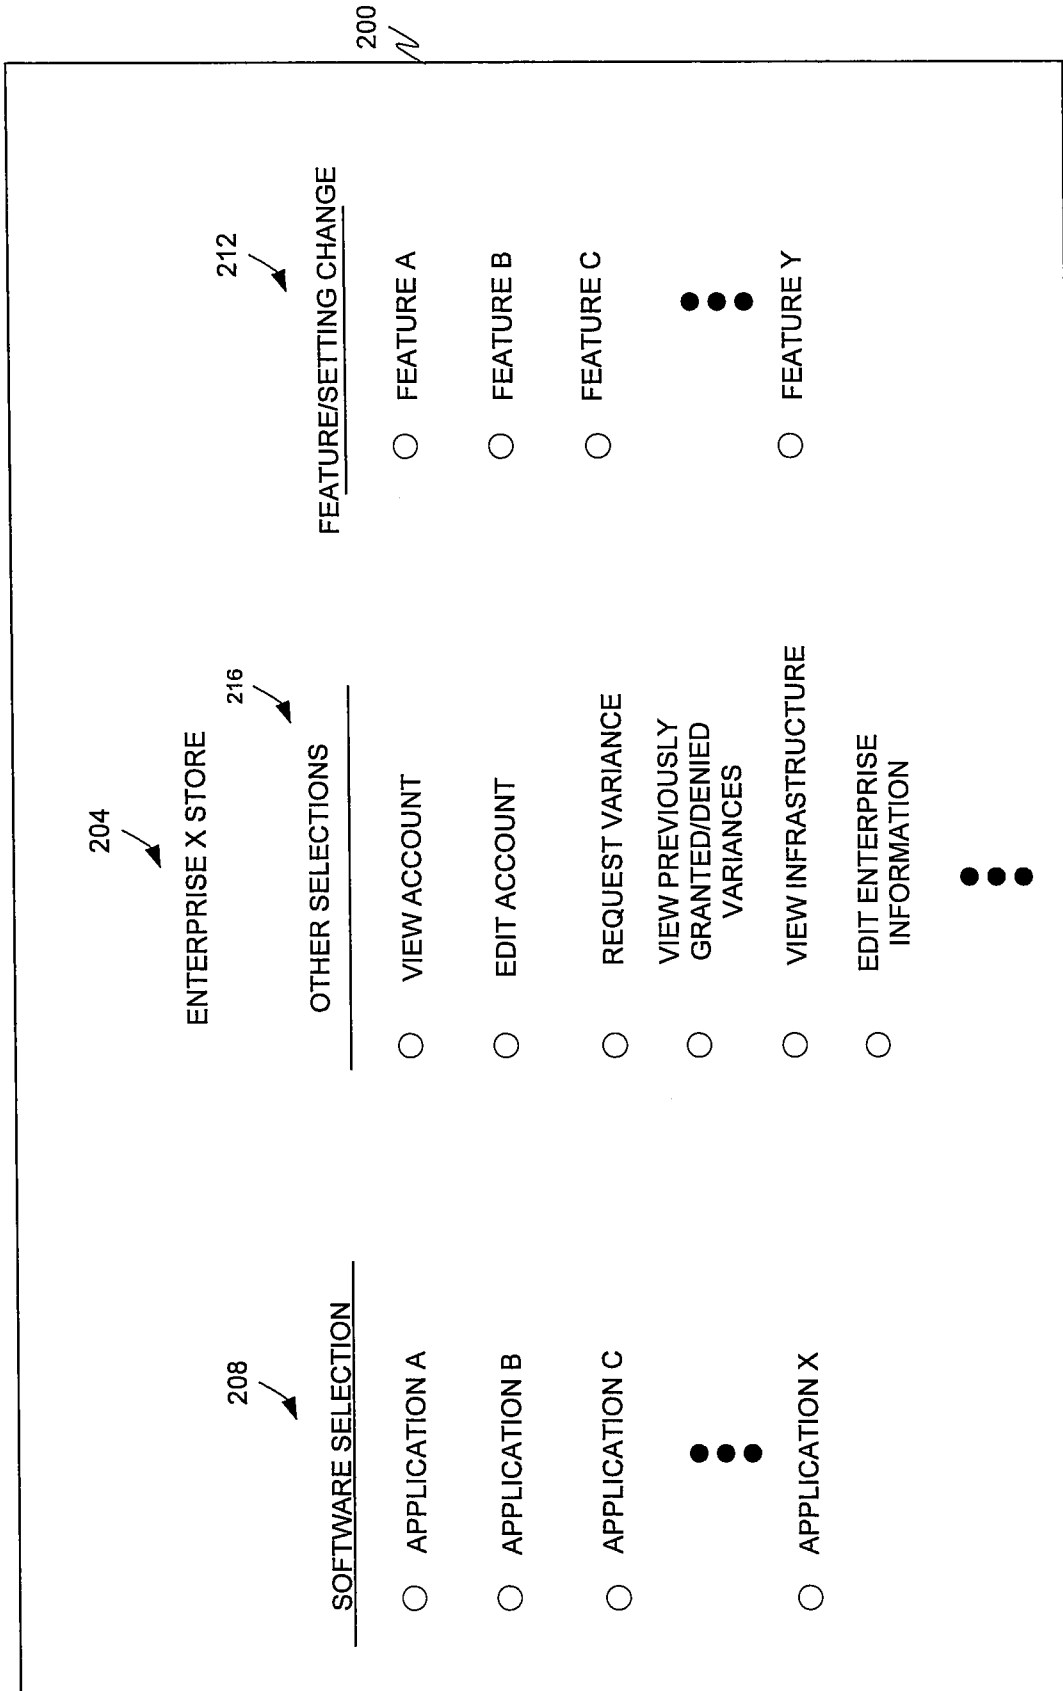 200
204
ENTERPRISE X STORE
208
SOFTWARE SELECTION
APPLICATION A
APPLICATION B
APPLICATION C
APPLICATION X
216
OTHER SELECTIONS
VIEW ACCOUNT
EDIT ACCOUNT
REQUEST VARIANCE
VIEW PREVIOUSLY
GRANTED/DENIED
VARIANCES
VIEW INFRASTRUCTURE
EDIT ENTERPRISE
INFORMATION
212
FEATURE/SETTING CHANGE
FEATURE A
FEATURE B
FEATURE C
FEATURE Y